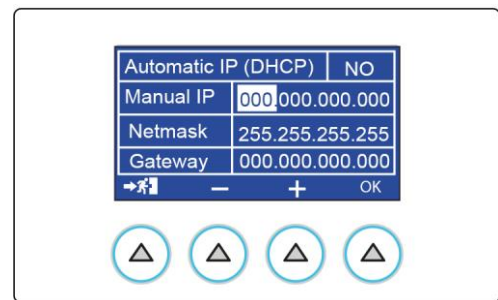 Automatic IP (DHCP) NO
Manual IP 000.000.000.000
Netmask 255.255.255.255
Gateway 000.000.000.000
− + OK